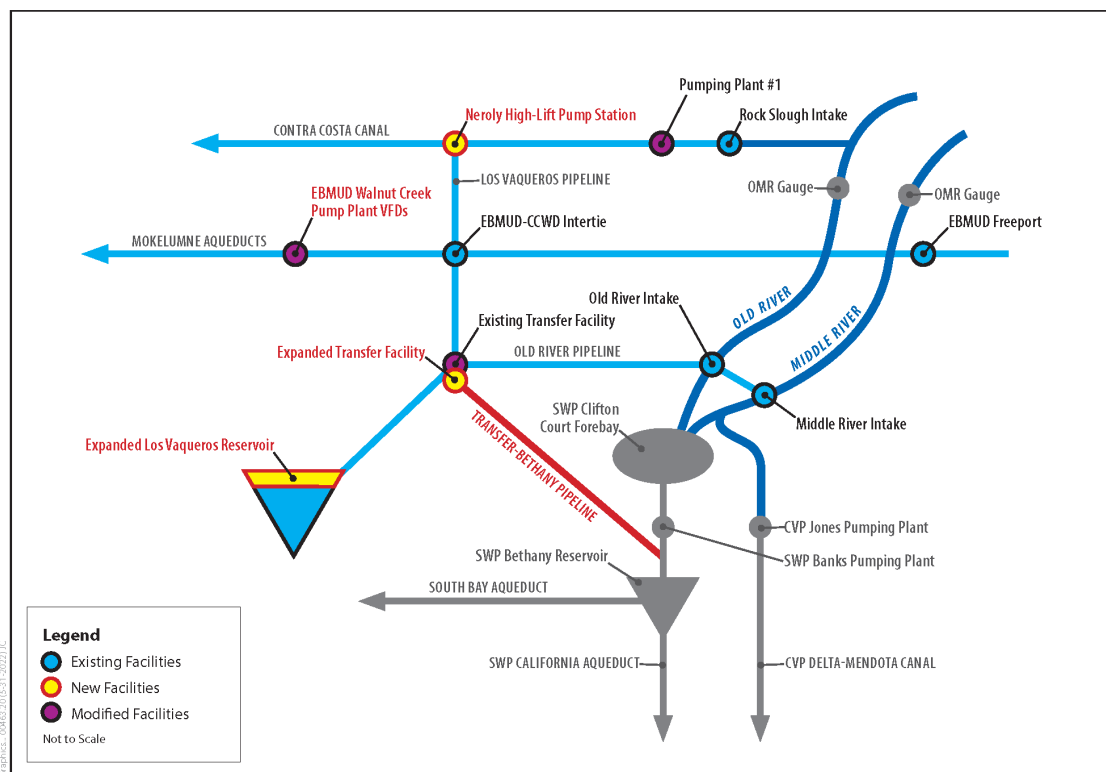 Pumping Plant #1
Neroly High-Lift Pump Station
Rock Slough Intake
CONTRA COSTA CANAL
LOS VAQUEROS PIPELINE
OMR Gauge
OMR Gauge
EBMUD Walnut Creek
Pump Plant VFDs
EBMUD-CCWD Intertie
EBMUD Freeport
MOKELUMNE AQUEDUCTS
Old River Intake
OLD RIVER
MIDDLE RIVER
Existing Transfer Facility
Expanded Transfer Facility
OLD RIVER PIPELINE
SWP Clifton
Court Forebay
Middle River Intake
Expanded Los Vaqueros Reservoir
TRANSFER-BETHANY PIPELINE
CVP Jones Pumping Plant
SWP Bethany Reservoir
SWP Banks Pumping Plant
SOUTH BAY AQUEDUCT
SWP CALIFORNIA AQUEDUCT
CVP DELTA-MENDOTA CANAL
Legend
Existing Facilities
New Facilities
Modified Facilities
Not to Scale